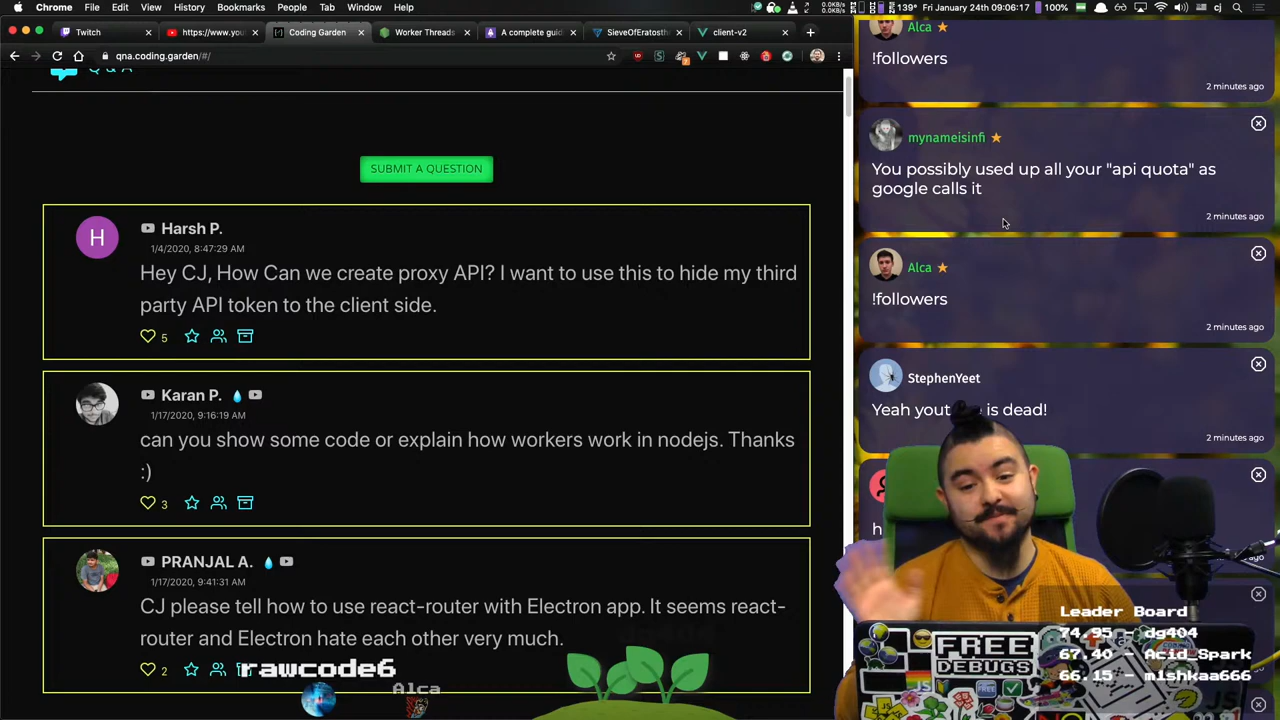 Chrome File Edit View History Bookmarks People Tab Window Help
139° Fri January 24th 09:06:17 100% cj
Twitch
https://www.you
Coding Garden
Worker Threads
A complete guid
SieveOfEratosth
client-v2
qna.coding.garden/#/
Q & A
SUBMIT A QUESTION
H
Harsh P.
1/4/2020, 8:47:29 AM
Hey CJ, How Can we create proxy API? I want to use this to hide my third
party API token to the client side.
5
Karan P.
1/17/2020, 9:16:19 AM
can you show some code or explain how workers work in nodejs. Thanks
:)
3
PRANJAL A.
1/17/2020, 9:41:31 AM
CJ please tell how to use react-router with Electron app. It seems react-
router and Electron hate each other very much.
2
rawcode6
Alca
Alca
!followers
2 minutes ago
mynameisinfi
You possibly used up all your "api quota" as
google calls it
2 minutes ago
Alca
!followers
2 minutes ago
StephenYeet
Yeah yout is dead!
2 minutes ago
h
Leader Board
74.95 - dg404
67.40 - Acid_Spark
66.15 - m1shkaa666
FREE
DEBUGS
JS
FREE
JS